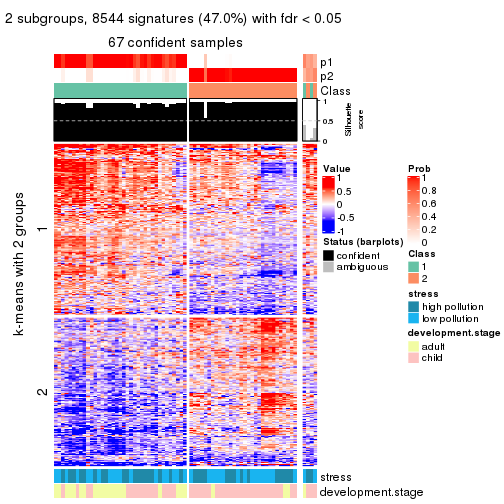 2 subgroups, 8544 signatures (47.0%) with fdr < 0.05
67 confident samples
p1
p2
Class
1
0.5
0
Silhouette
score
k-means with 2 groups
1
2
stress
development.stage
Value
1
0.5
0
-0.5
-1
Status (barplots)
confident
ambiguous
Prob
1
0.8
0.6
0.4
0.2
0
Class
1
2
stress
high pollution
low pollution
development.stage
adult
child